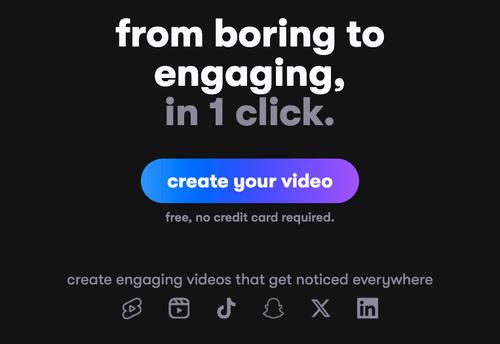 from boring to
engaging,
in 1 click.
create your video
free, no credit card required.
create engaging videos that get noticed everywhere